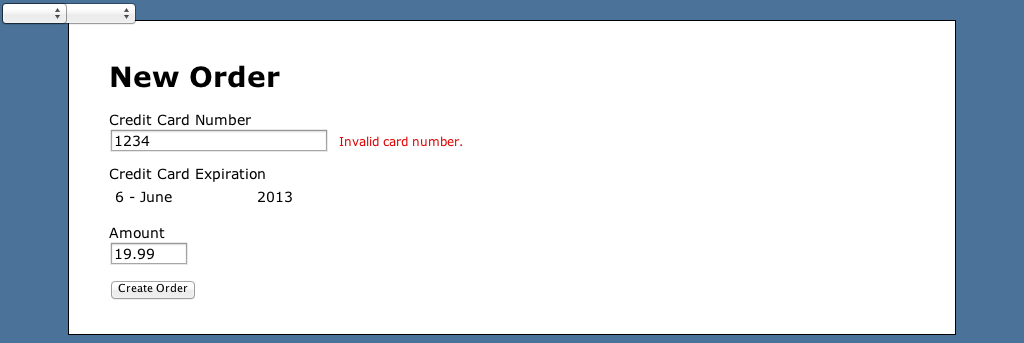 New Order
Credit Card Number
1234 Invalid card number.
Credit Card Expiration
6 - June 2013
Amount
19.99
Create Order